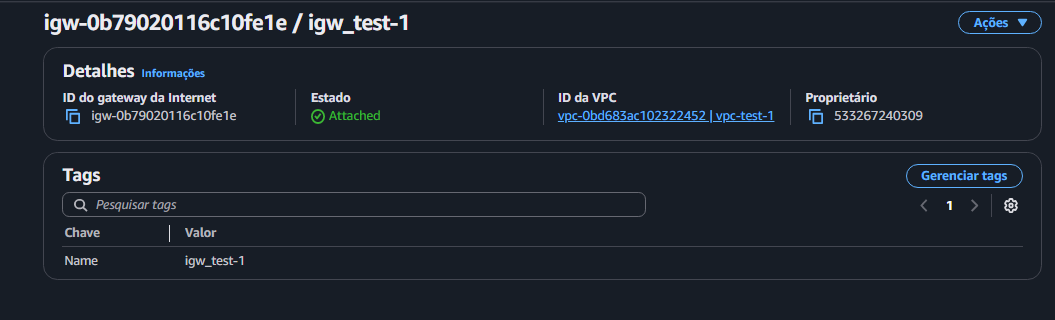 igw-0b79020116c10fe1e / igw_test-1
Ações
Detalhes Informações
ID do gateway da Internet
igw-0b79020116c10fe1e
Estado
Attached
ID da VPC
vpc-0bd683ac102322452 | vpc-test-1
Proprietário
533267240309
Tags
Gerenciar tags
Pesquisar tags
1
Chave Valor
Name igw_test-1